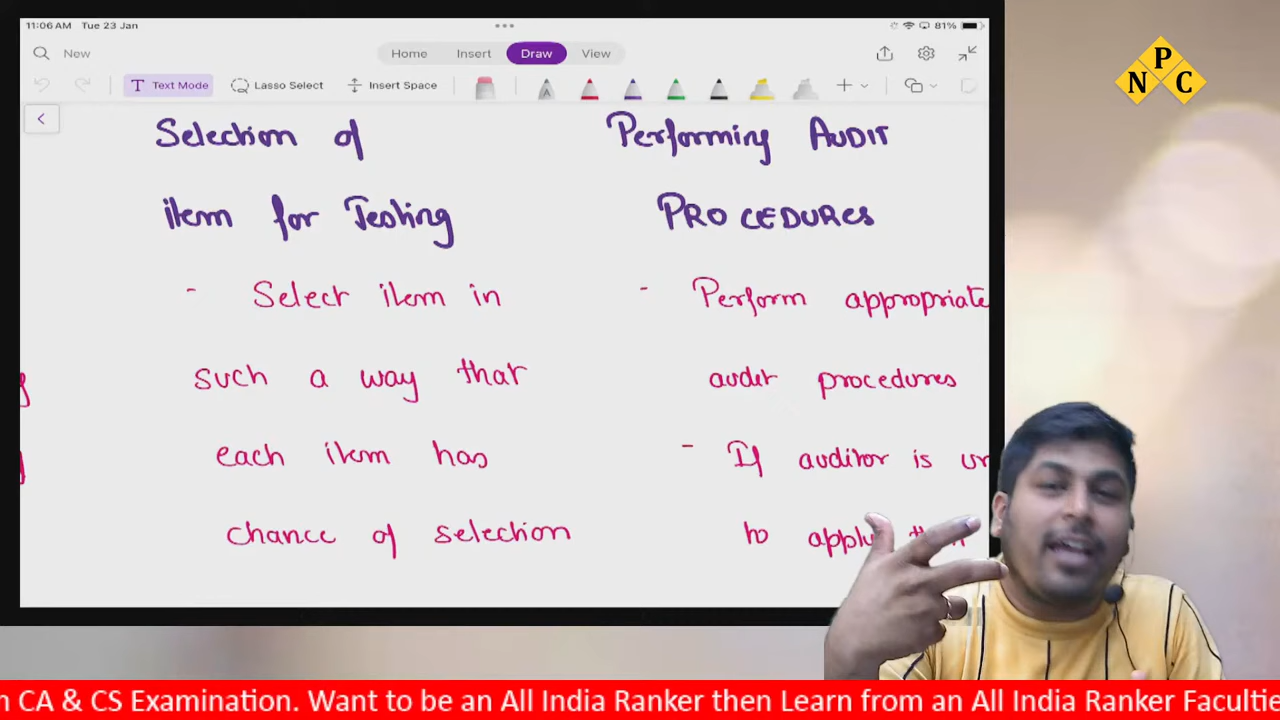 11:06 AM Tue 23 Jan
81%
New
Home Insert Draw View
Text Mode Lasso Select Insert Space
N P C
Selection of
item for Testing
- Select item in
such a way that
each item has
chance of selection
Performing AUDIT
PROCEDURES
- Perform appropriate
audit procedures
- If auditor is
to apply
CA & CS Examination. Want to be an All India Ranker then Learn from an All India Ranker